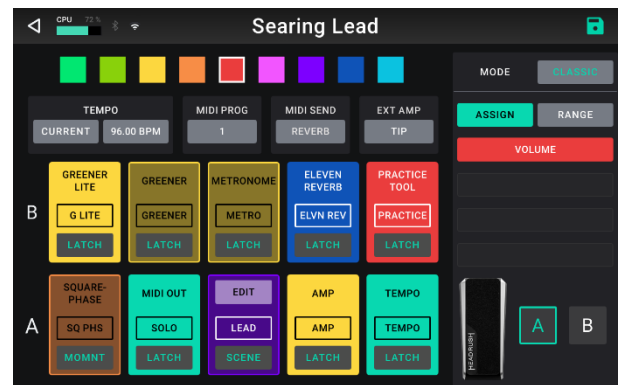 CPU 72 %
Searing Lead
MODE CLASSIC
TEMPO
CURRENT 96.00 BPM
MIDI PROG
1
MIDI SEND
REVERB
EXT AMP
TIP
ASSIGN RANGE
VOLUME
B
GREENER
LITE
G LITE
LATCH
GREENER
GREENER
LATCH
METRONOME
METRO
LATCH
ELEVEN
REVERB
ELVN REV
LATCH
PRACTICE
TOOL
PRACTICE
LATCH
A
SQUARE-
PHASE
SQ PHS
MOMNT
MIDI OUT
SOLO
LATCH
EDIT
LEAD
SCENE
AMP
AMP
LATCH
TEMPO
TEMPO
LATCH
HEADRUSH
A B